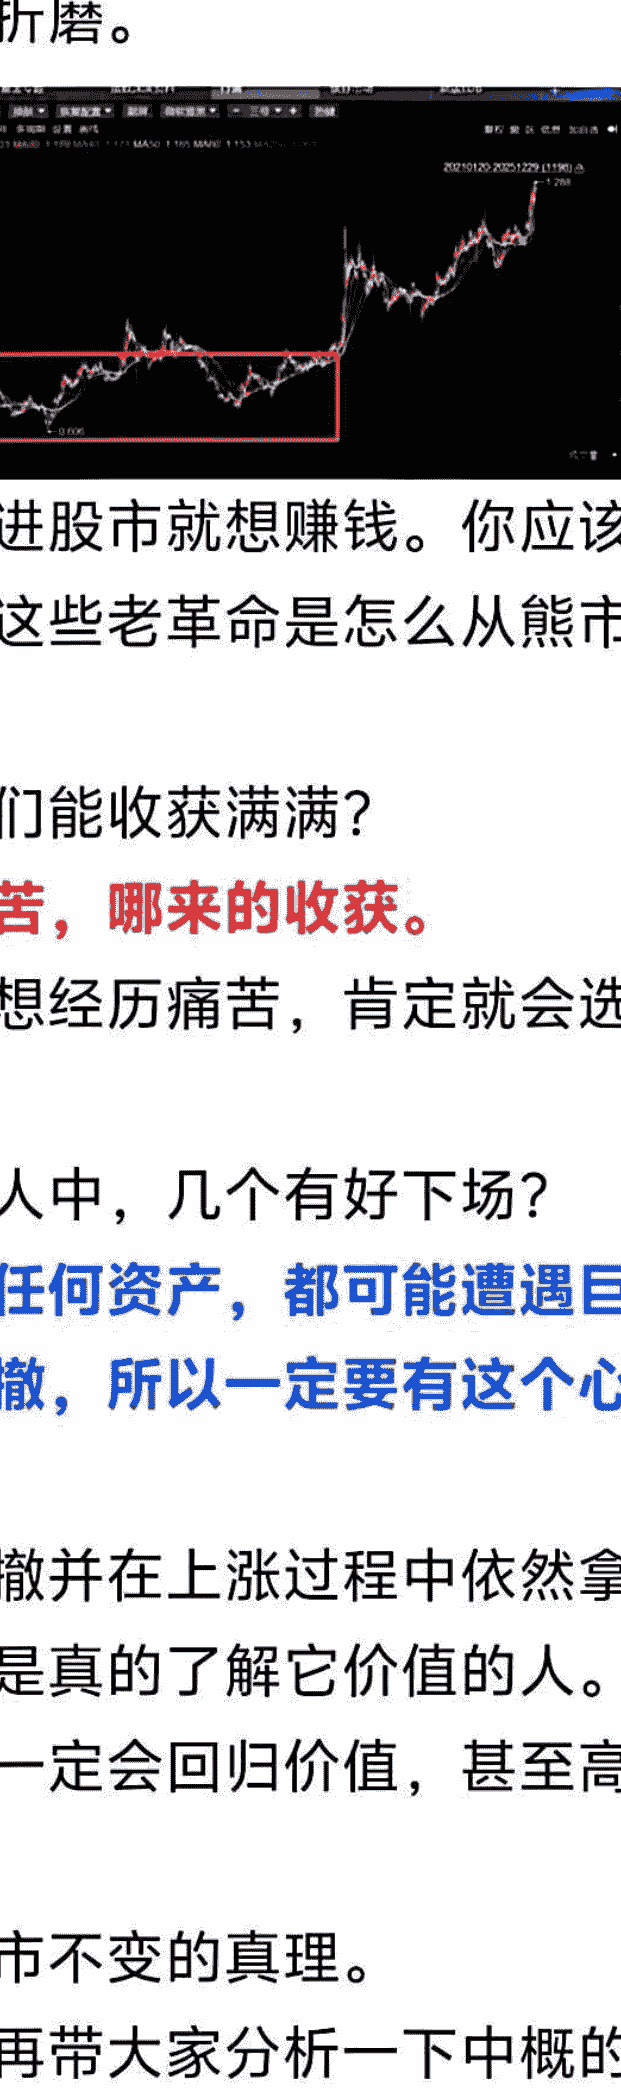 折磨。
20210120-20251229 (1198)
1.288
进股市就想赚钱。你应该
这些老革命是怎么从熊市
们能收获满满?
苦，哪来的收获。
想经历痛苦，肯定就会选
人中，几个有好下场?
任何资产，都可能遭遇巨
撤，所以一定要有这个心
撤并在上涨过程中依然拿
是真的了解它价值的人。
一定会回归价值，甚至高
市不变的真理。
再带大家分析一下中概的